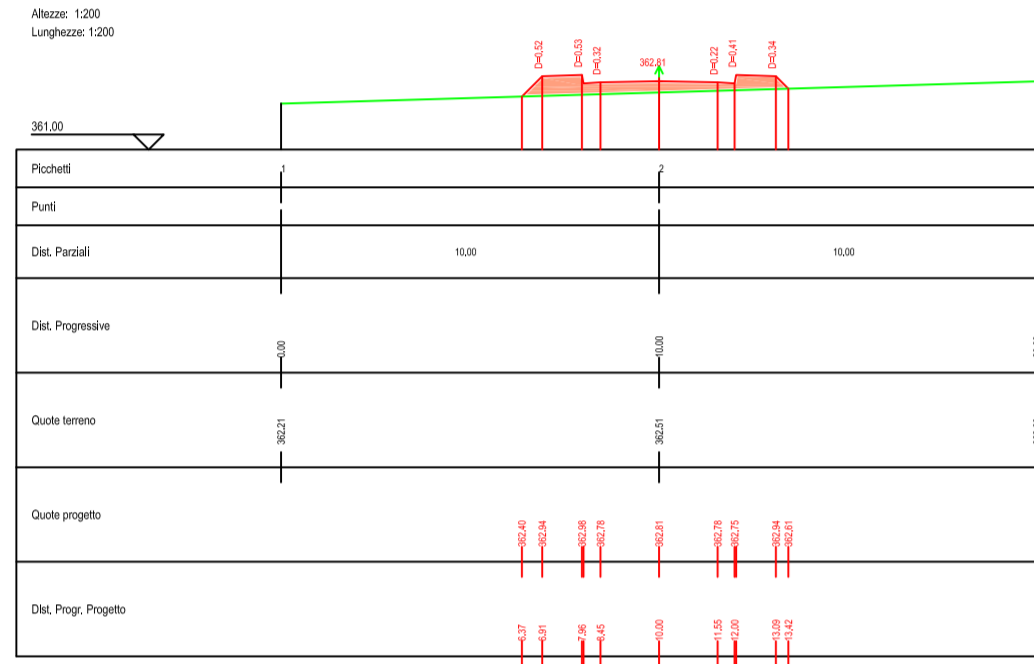 Altezze: 1:200
Lunghezze: 1:200
D=0,52
D=0,53
D=0,32
362,81
D=0,22
D=0,41
D=0,34
361,00
Picchetti
1
2
Punti
Dist. Parziali
10,00
10,00
Dist. Progressive
0,00
10,00
Quote terreno
362,21
362,51
Quote progetto
362,40
362,94
362,98
362,78
362,81
362,78
362,75
362,94
362,61
Dist. Progr. Progetto
6,37
6,91
7,96
8,45
10,00
11,55
12,00
13,09
13,42